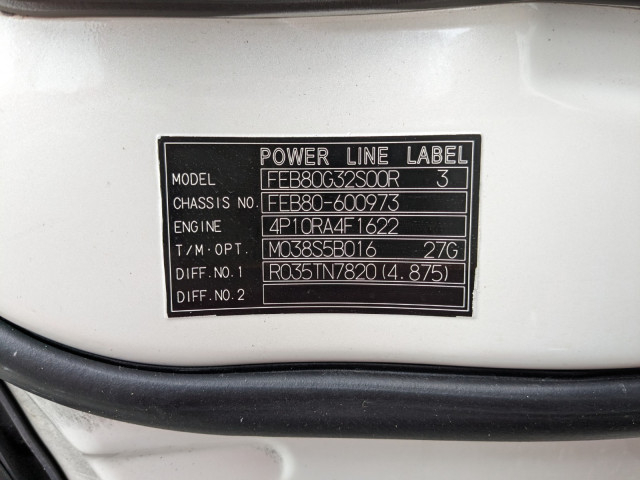 POWER LINE LABEL
MODEL FEB80G32S00R 3
CHASSIS NO. FEB80-600973
ENGINE 4P10RA4F1622
T/M·OPT. M038S5B016 27G
DIFF.NO.1 R035TN7820(4.875)
DIFF.NO.2